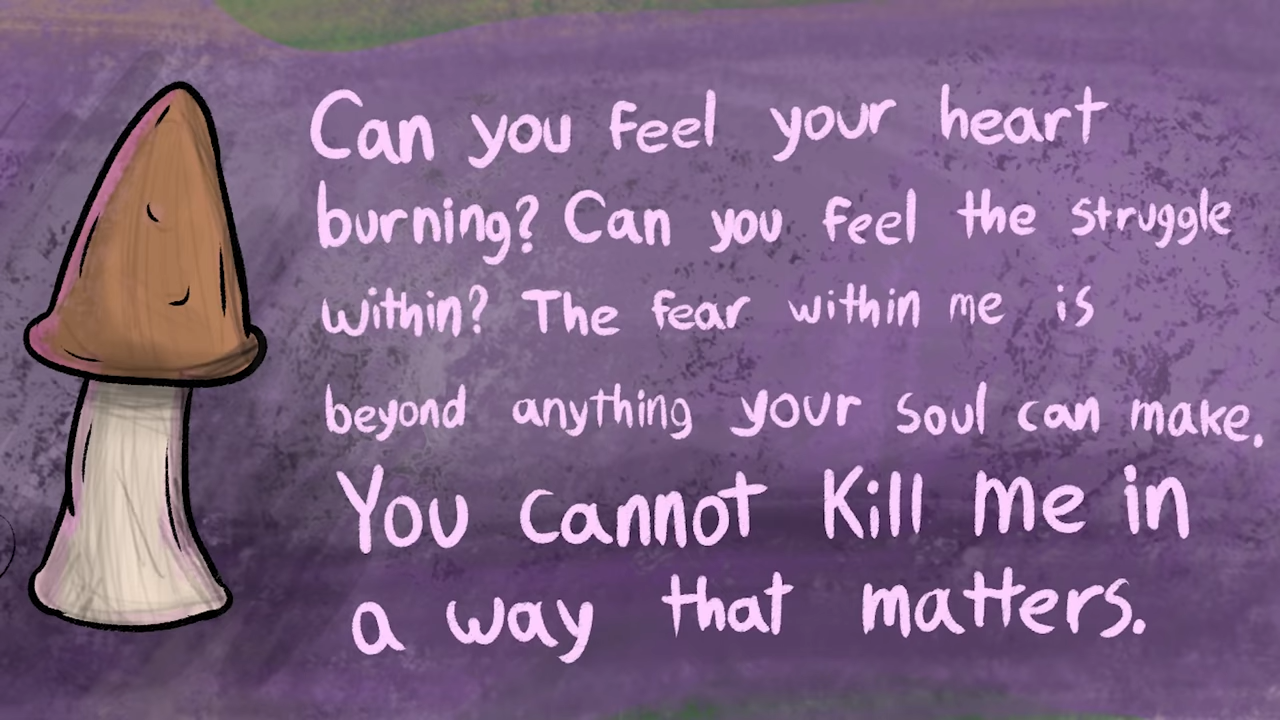 Can you feel your heart
burning? Can you feel the struggle
within? The fear within me is
beyond anything your soul can make.
You cannot kill me in
a way that matters.